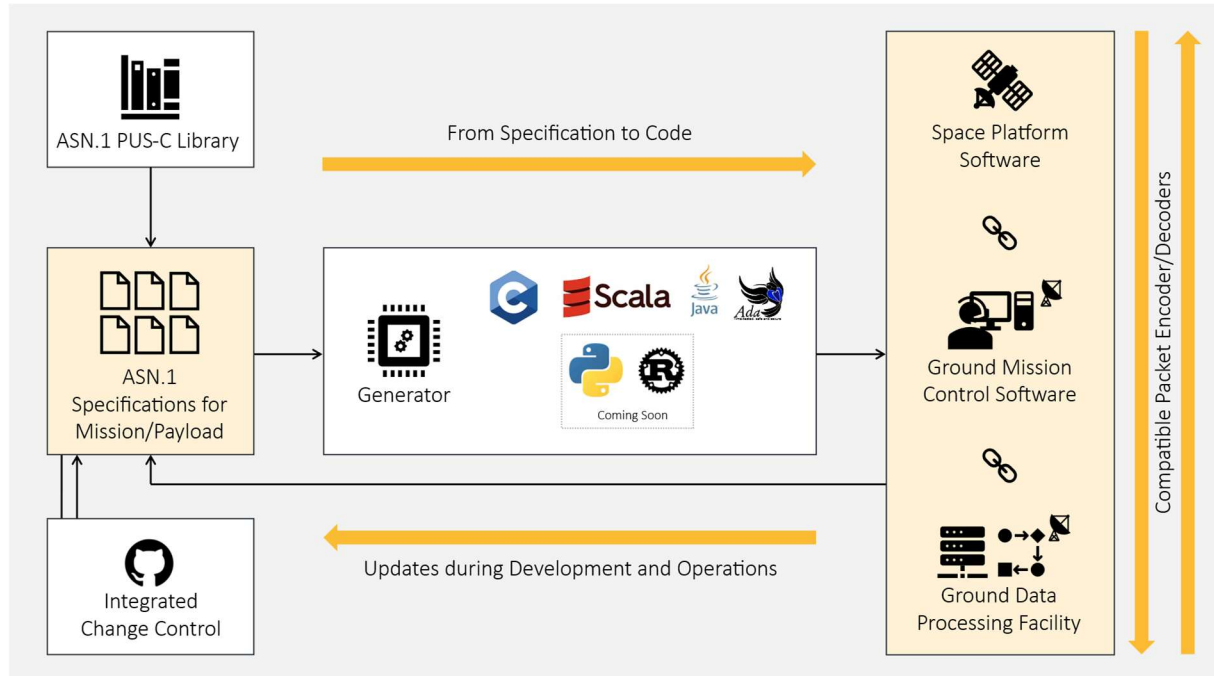 ASN.1 PUS-C Library
From Specification to Code
Space Platform
Software
Scala
Java
Ada
Generator
Coming Soon
ASN.1
Specifications for
Mission/Payload
Ground Mission
Control Software
Compatible Packet Encoder/Decoders
Updates during Development and Operations
Integrated
Change Control
Ground Data
Processing Facility